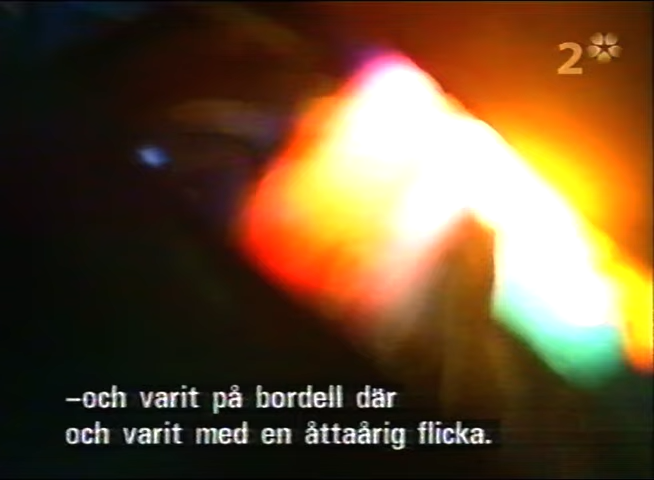 2
–och varit på bordell där
och varit med en åttaårig flicka.